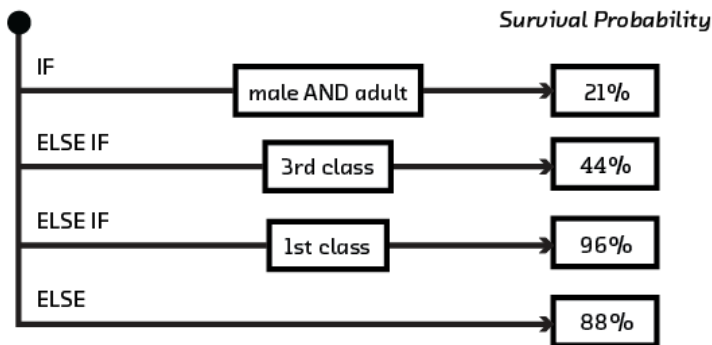 Survival Probability
IF
male AND adult
21%
ELSE IF
3rd class
44%
ELSE IF
1st class
96%
ELSE
88%